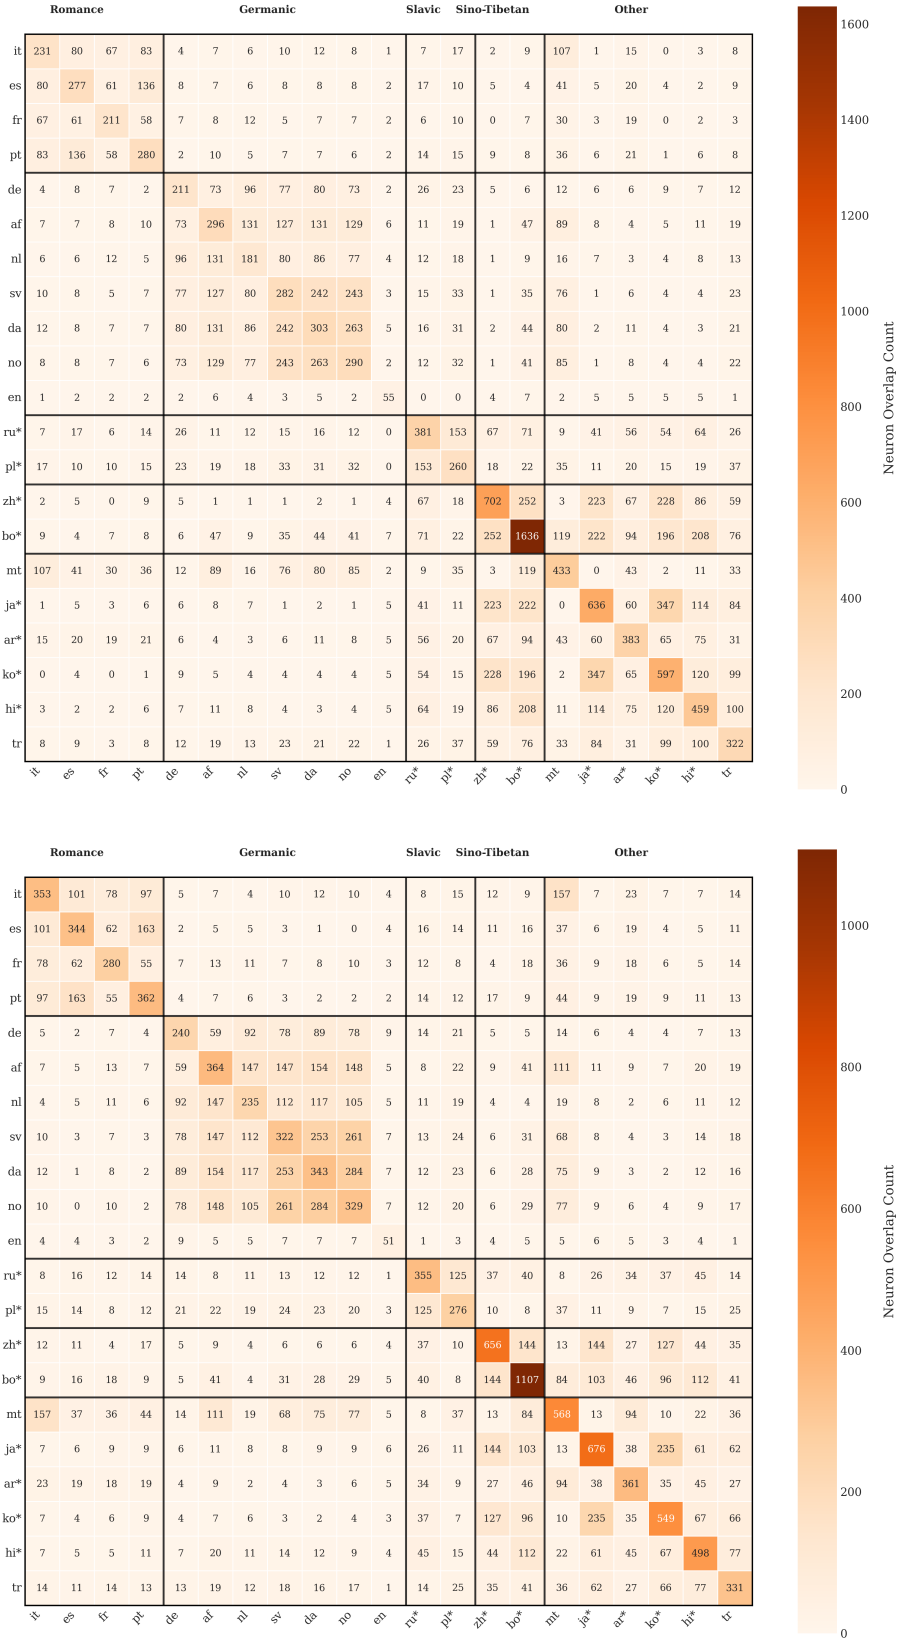 Romance Germanic Slavic Sino-Tibetan Other
it 231 80 67 83 4 7 6 10 12 8 1 7 17 2 9 107 1 15 0 3 8
es 80 277 61 136 8 7 6 8 8 8 2 17 10 5 4 41 5 20 4 2 9
fr 67 61 211 58 7 8 12 5 7 7 2 6 10 0 7 30 3 19 0 2 3
pt 83 136 58 280 2 10 5 7 7 6 2 14 15 9 8 36 6 21 1 6 8
de 4 8 7 2 211 73 96 77 80 73 2 26 23 5 6 12 6 6 9 7 12
af 7 7 8 10 73 296 131 127 131 129 6 11 19 1 47 89 8 4 5 11 19
nl 6 6 12 5 96 131 181 80 86 77 4 12 18 1 9 16 7 3 4 8 13
sv 10 8 5 7 77 127 80 282 242 243 3 15 33 1 35 76 1 6 4 4 23
da 12 8 7 7 80 131 86 242 303 263 5 16 31 2 44 80 2 11 4 3 21
no 8 8 7 6 73 129 77 243 263 290 2 12 32 1 41 85 1 8 4 4 22
en 1 2 2 2 2 6 4 3 5 2 55 0 0 4 7 2 5 5 5 5 1
ru* 7 17 6 14 26 11 12 15 16 12 0 381 153 67 71 9 41 56 54 64 26
pl* 17 10 10 15 23 19 18 33 31 32 0 153 260 18 22 35 11 20 15 19 37
zh* 2 5 0 9 5 1 1 1 2 1 4 67 18 702 252 3 223 67 228 86 59
bo* 9 4 7 8 6 47 9 35 44 41 7 71 22 252 1636 119 222 94 196 208 76
mt 107 41 30 36 12 89 16 76 80 85 2 9 35 3 119 433 0 43 2 11 33
ja* 1 5 3 6 6 8 7 1 2 1 5 41 11 223 222 0 636 60 347 114 84
ar* 15 20 19 21 6 4 3 6 11 8 5 56 20 67 94 43 60 383 65 75 31
ko* 0 4 0 1 9 5 4 4 4 4 5 54 15 228 196 2 347 65 597 120 99
hi* 3 2 2 6 7 11 8 4 3 4 5 64 19 86 208 11 114 75 120 459 100
tr 8 9 3 8 12 19 13 23 21 22 1 26 37 59 76 33 84 31 99 100 322
it es fr pt de af nl sv da no en ru* pl* zh* bo* mt ja* ar* ko* hi* tr
1600
1400
1200
1000
800
600
400
200
0
Neuron Overlap Count
Romance Germanic Slavic Sino-Tibetan Other
it 353 101 78 97 5 7 4 10 12 10 4 8 15 12 9 157 7 23 7 7 14
es 101 344 62 163 2 5 5 3 1 0 4 16 14 11 16 37 6 19 4 5 11
fr 78 62 280 55 7 13 11 7 8 10 3 12 8 4 18 36 9 18 6 5 14
pt 97 163 55 362 4 7 6 3 2 2 2 14 12 17 9 44 9 19 9 11 13
de 5 2 7 4 240 59 92 78 89 78 9 14 21 5 5 14 6 4 4 7 13
af 7 5 13 7 59 364 147 147 154 148 5 8 22 9 41 111 11 9 7 20 19
nl 4 5 11 6 92 147 235 112 117 105 5 11 19 4 4 19 8 2 6 11 12
sv 10 3 7 3 78 147 112 322 253 261 7 13 24 6 31 68 8 4 3 14 18
da 12 1 8 2 89 154 117 253 343 284 7 12 23 6 28 75 9 3 2 12 16
no 10 0 10 2 78 148 105 261 284 329 7 12 20 6 29 77 9 6 4 9 17
en 4 4 3 2 9 5 5 7 7 7 51 1 3 4 5 5 6 5 3 4 1
ru* 8 16 12 14 14 8 11 13 12 12 1 355 125 37 40 8 26 34 37 45 14
pl* 15 14 8 12 21 22 19 24 23 20 3 125 276 10 8 37 11 9 7 15 25
zh* 12 11 4 17 5 9 4 6 6 6 4 37 10 656 144 13 144 27 127 44 35
bo* 9 16 18 9 5 41 4 31 28 29 5 40 8 144 1107 84 103 46 96 112 41
mt 157 37 36 44 14 111 19 68 75 77 5 8 37 13 84 568 13 94 10 22 36
ja* 7 6 9 9 6 11 8 8 9 9 6 26 11 144 103 13 676 38 235 61 62
ar* 23 19 18 19 4 9 2 4 3 6 5 34 9 27 46 94 38 361 35 45 27
ko* 7 4 6 9 4 7 6 3 2 4 3 37 7 127 96 10 235 35 549 67 66
hi* 7 5 5 11 7 20 11 14 12 9 4 45 15 44 112 22 61 45 67 498 77
tr 14 11 14 13 13 19 12 18 16 17 1 14 25 35 41 36 62 27 66 77 331
it es fr pt de af nl sv da no en ru* pl* zh* bo* mt ja* ar* ko* hi* tr
1000
800
600
400
200
0
Neuron Overlap Count